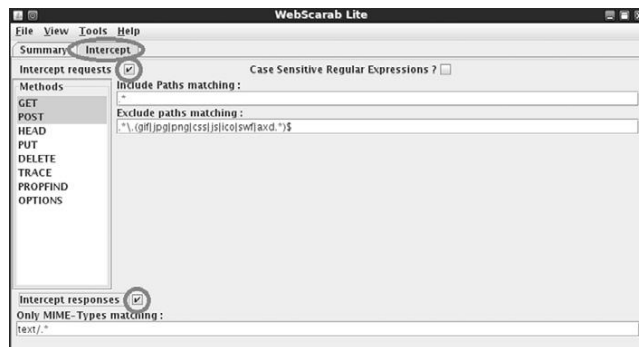 WebScarab Lite
File View Tools Help
Summary Intercept
Intercept requests Case Sensitive Regular Expressions ?
Methods
Include Paths matching :
.*
GET
Exclude paths matching :
POST
.*\.(gif|jpg|png|css|js|ico|swf|axd.*)$
HEAD
PUT
DELETE
TRACE
PROPFIND
OPTIONS
Intercept responses
Only MIME-Types matching :
text/.*